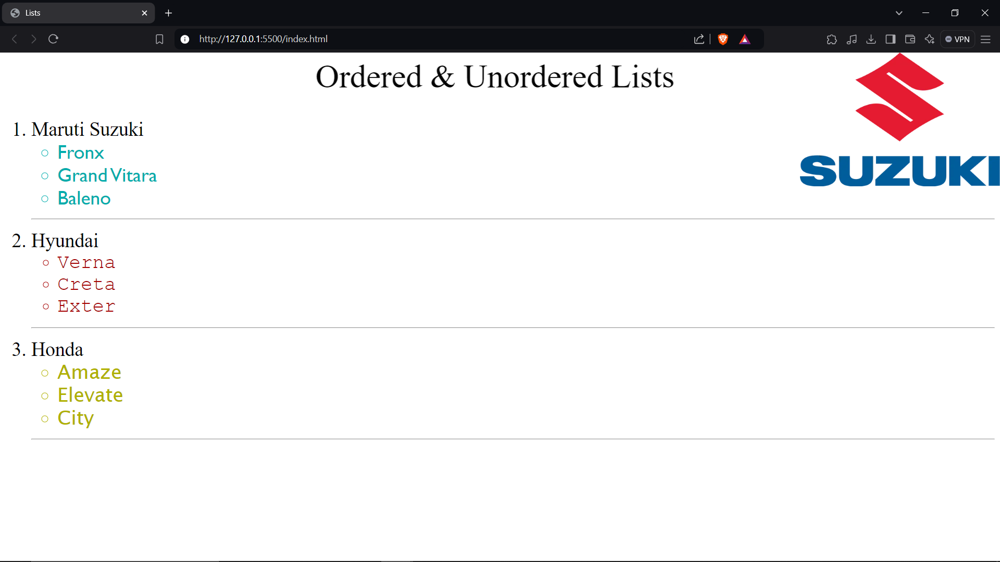 Lists
http://127.0.0.1:5500/index.html
VPN
Ordered & Unordered Lists
SUZUKI
1. Maruti Suzuki
Fronx
Grand Vitara
Baleno
2. Hyundai
Verna
Creta
Exter
3. Honda
Amaze
Elevate
City